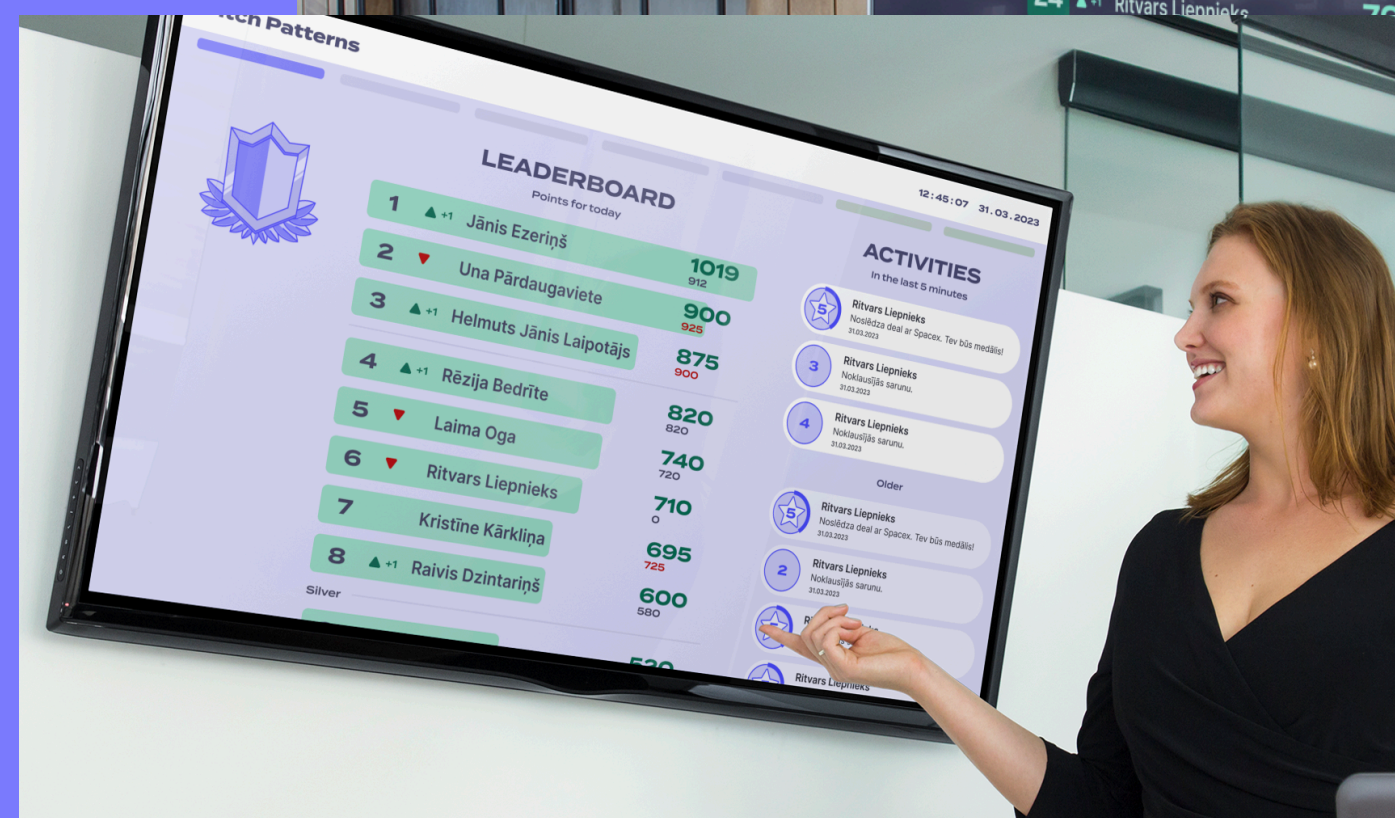 24 +1 Ritvars Liepnieks
Patterns
12:45:07 31.03.2023
LEADERBOARD
Points for today
1 +1 Jānis Ezeriņš 1019
912
2 Una Pārdaugaviete 900
925
3 +1 Helmuts Jānis Laipotājs 875
900
4 +1 Rēzija Bedrīte 820
820
5 Laima Oga 740
720
6 Ritvars Liepnieks 710
0
7 Kristīne Kārkliņa 695
725
8 +1 Raivis Dzintariņš 600
580
Silver
520
ACTIVITIES
In the last 5 minutes
5 Ritvars Liepnieks
Noslēdza deal ar Spacex. Tev būs medālis!
31.03.2023
3 Ritvars Liepnieks
Noklausījās sarunu.
31.03.2023
4 Ritvars Liepnieks
Noklausījās sarunu.
31.03.2023
Older
5 Ritvars Liepnieks
Noslēdza deal ar Spacex. Tev būs medālis!
31.03.2023
2 Ritvars Liepnieks
Noklausījās sarunu.
31.03.2023
Ritvars Liepnieks